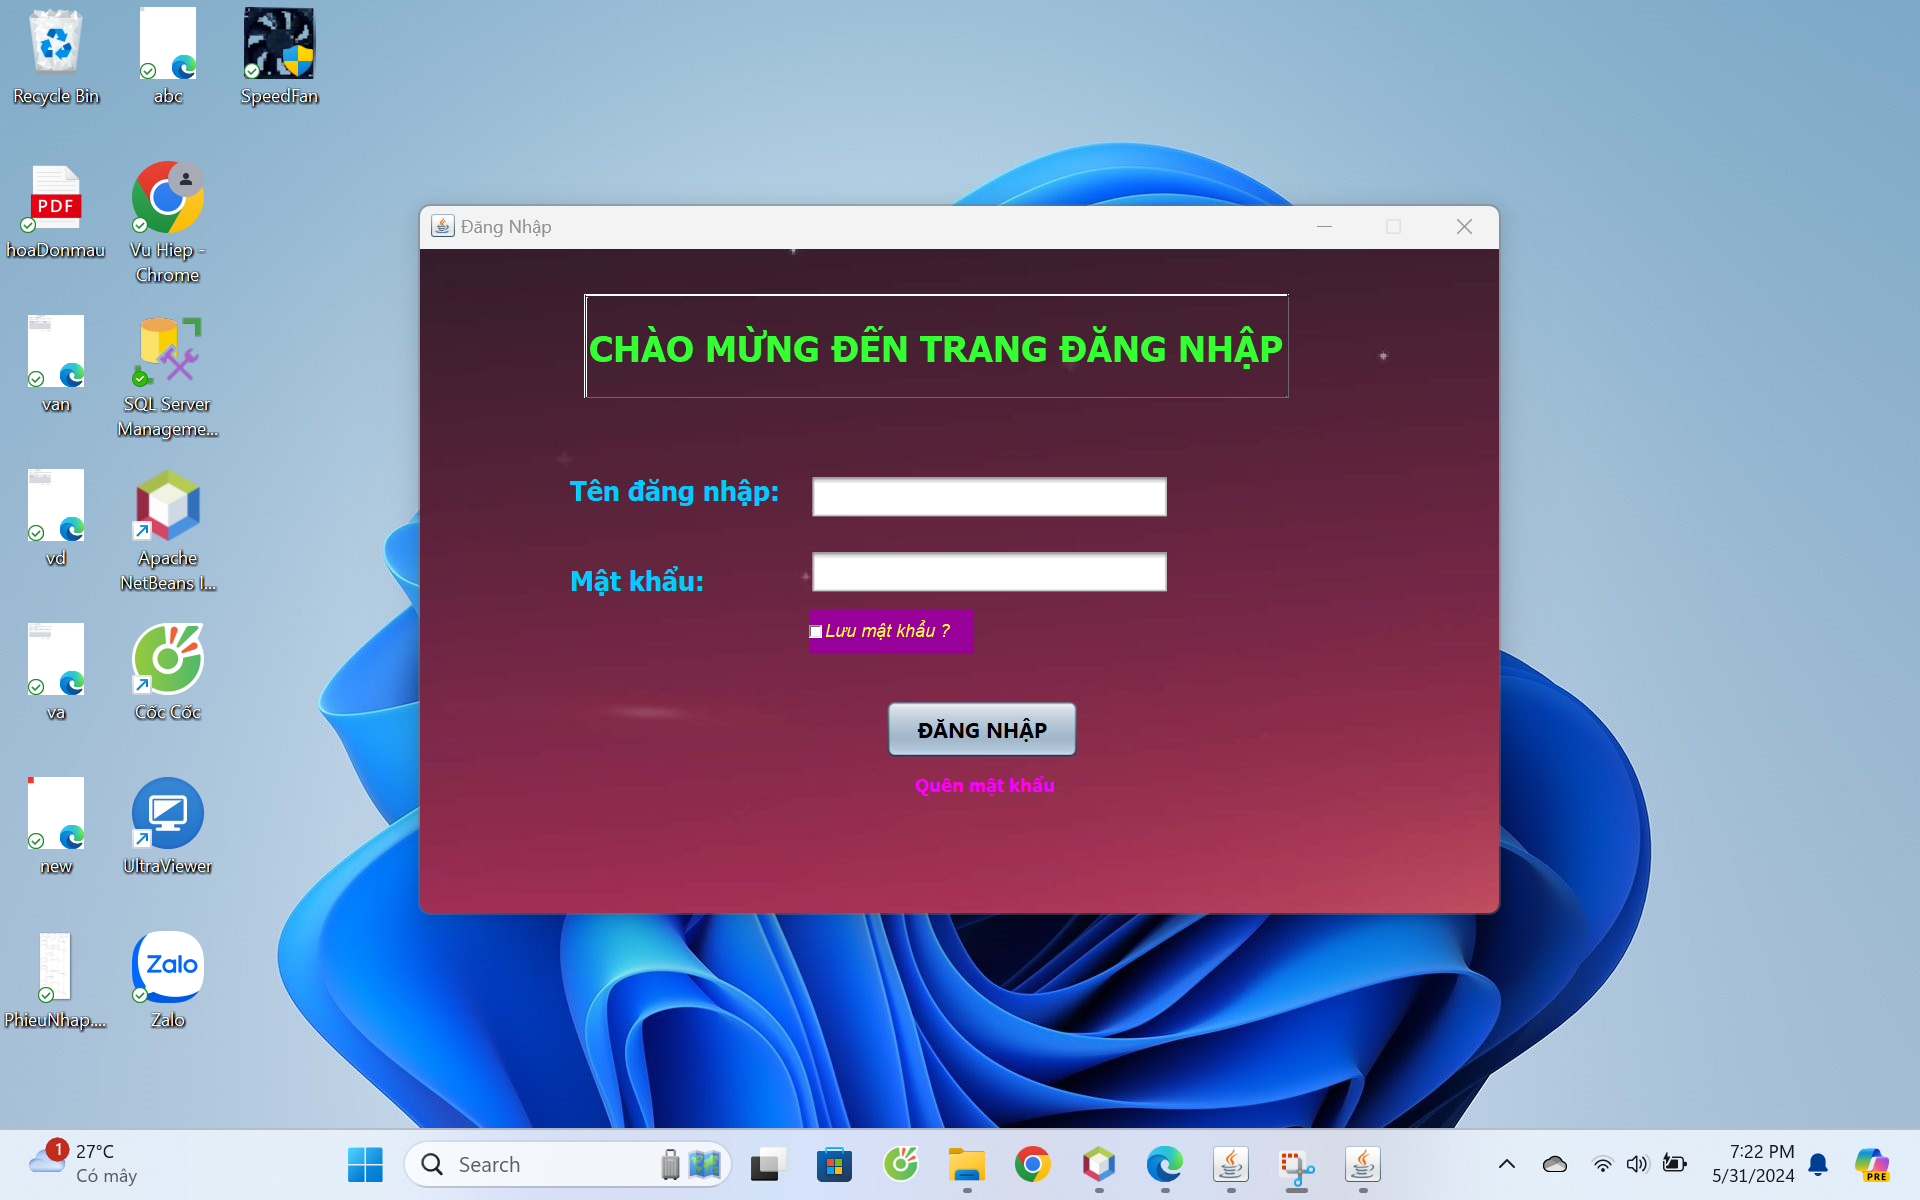 Recycle Bin
abc
SpeedFan
PDF
hoaDonmau
Vu Hiep -
Chrome
van
SQL Server
Manageme...
vd
Apache
NetBeans I...
va
Cốc Cốc
new
UltraViewer
PhieuNhap....
Zalo
Zalo
Đăng Nhập
CHÀO MỪNG ĐẾN TRANG ĐĂNG NHẬP
Tên đăng nhập:
Mật khẩu:
Lưu mật khẩu ?
ĐĂNG NHẬP
Quên mật khẩu
1
27°C
Có mây
Search
7:22 PM
5/31/2024
PRE